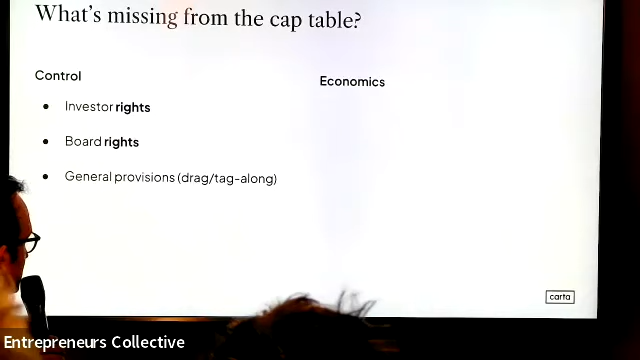 What's missing from the cap table?
Control
Investor rights
Board rights
General provisions (drag/tag-along)
Economics
carta
Entrepreneurs Collective